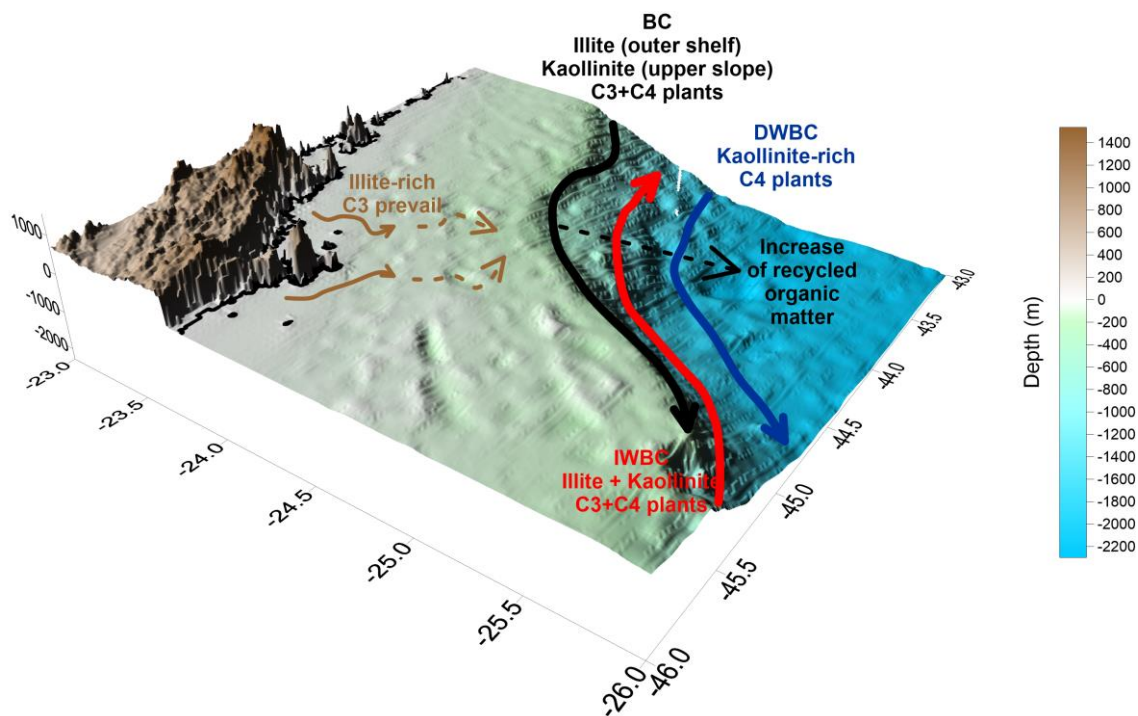 BC
Illite (outer shelf)
Kaollinite (upper slope)
C3+C4 plants
DWBC
Kaollinite-rich
C4 plants
Illite-rich
C3 prevail
Increase
of recycled
organic
matter
IWBC
Illite + Kaollinite
C3+C4 plants
1000
0
-1000
-2000
-23.0
-23.5
-24.0
-24.5
-25.0
-25.5
-26.0
-46.0
-45.5
-45.0
-44.5
-44.0
-43.5
-43.0
Depth (m)
1400
1200
1000
800
600
400
200
0
-200
-400
-600
-800
-1000
-1200
-1400
-1600
-1800
-2000
-2200